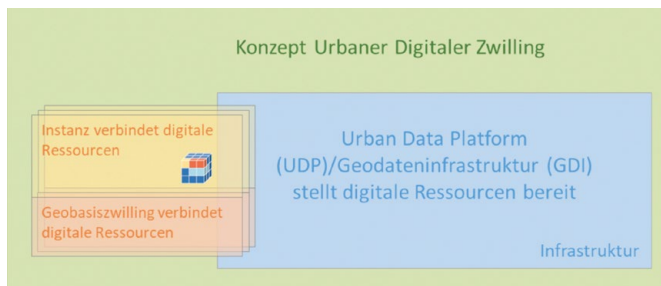 Konzept Urbaner Digitaler Zwilling
Instanz verbindet digitale
Ressourcen
Geobasiszwilling verbindet
digitale Ressourcen
Urban Data Platform
(UDP)/Geodateninfrastruktur (GDI)
stellt digitale Ressourcen bereit
Infrastruktur